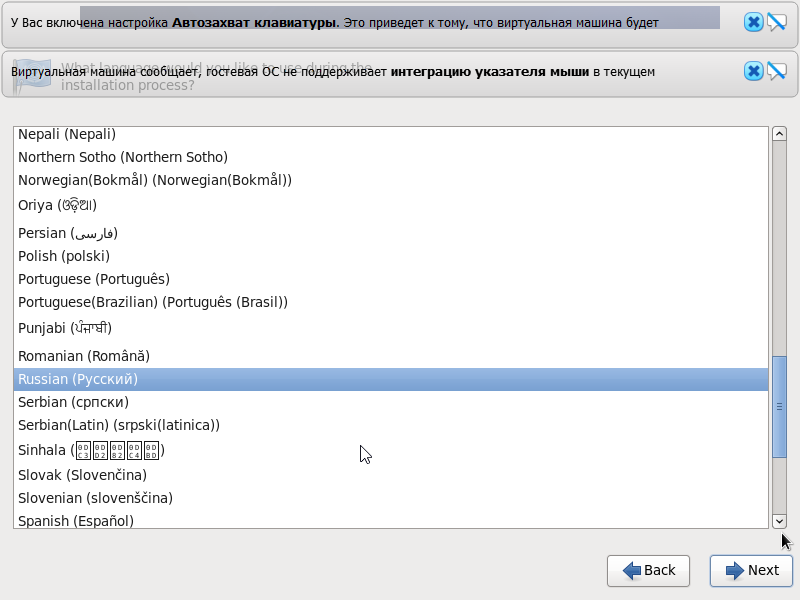 У Вас включена настройка Автозахват клавиатуры. Это приведет к тому, что виртуальная машина будет
Виртуальная машина сообщает, гостевая ОС не поддерживает интеграцию указателя мыши в текущем
What language would you like to use during the
installation process?
Nepali (Nepali)
Northern Sotho (Northern Sotho)
Norwegian(Bokmål) (Norwegian(Bokmål))
Oriya (ଓଡ଼ିଆ)
Persian (فارسی)
Polish (polski)
Portuguese (Português)
Portuguese(Brazilian) (Português (Brasil))
Punjabi (ਪੰਜਾਬੀ)
Romanian (Română)
Russian (Русский)
Serbian (српски)
Serbian(Latin) (srpski(latinica))
Sinhala (සිංහල)
Slovak (Slovenčina)
Slovenian (slovenščina)
Spanish (Español)
Back
Next